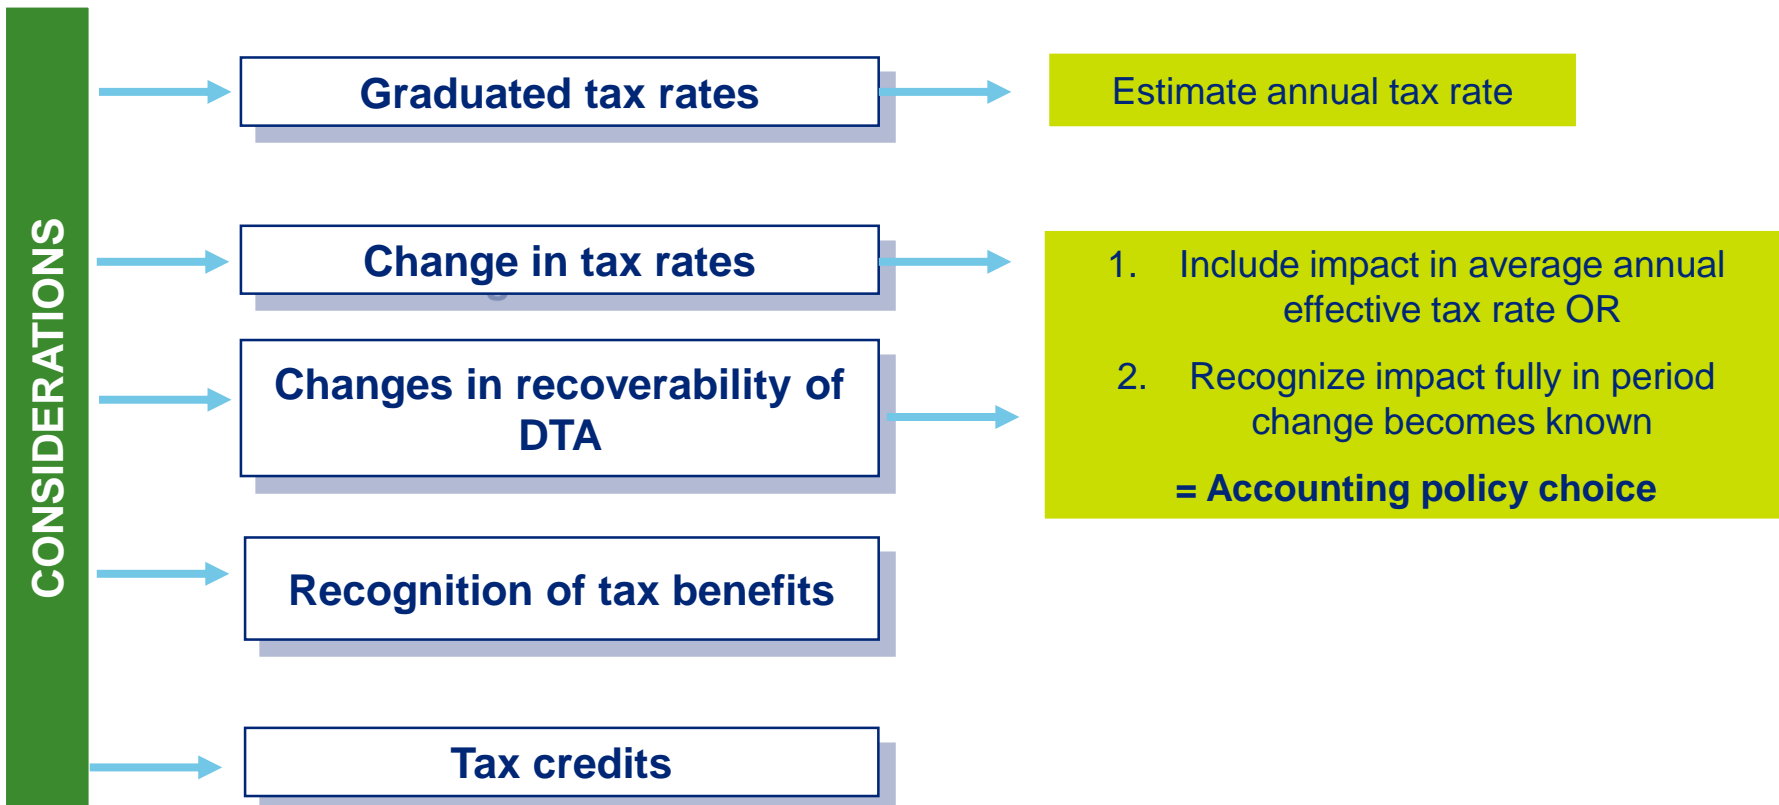 CONSIDERATIONS
Graduated tax rates
Estimate annual tax rate
Change in tax rates
1. Include impact in average annual
effective tax rate OR
2. Recognize impact fully in period
change becomes known
= Accounting policy choice
Changes in recoverability of
DTA
Recognition of tax benefits
Tax credits